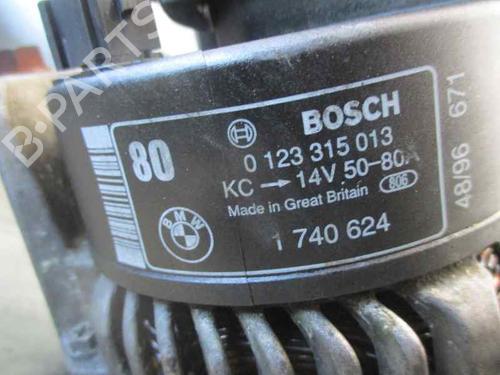 B-PARTS
BOSCH
80
0 123 315 013
KC → 14V 50-80A
Made in Great Britain 806
BMW
1 740 624
48/96 671